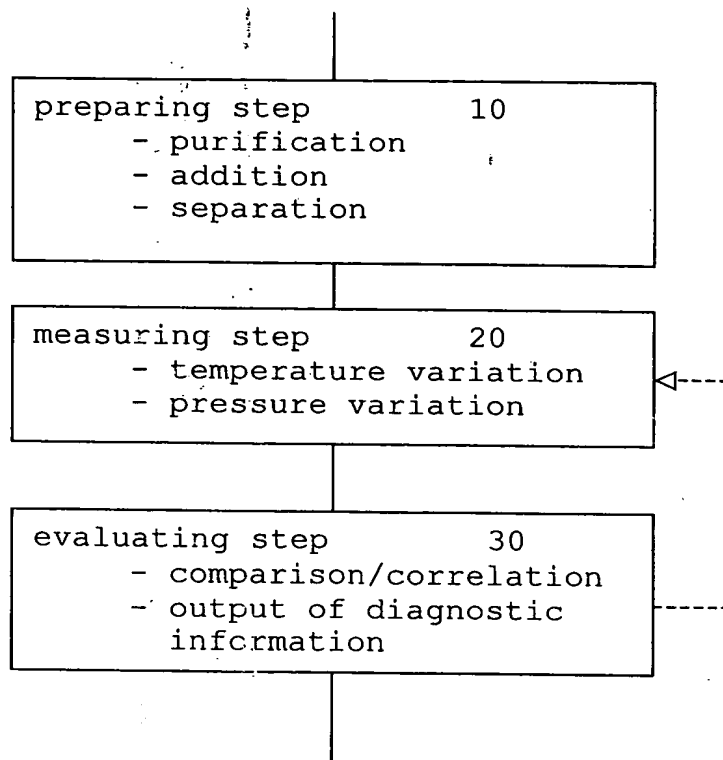 preparing step 10
- purification
- addition
- separation
measuring step 20
- temperature variation
- pressure variation
evaluating step 30
- comparison/correlation
- output of diagnostic
information